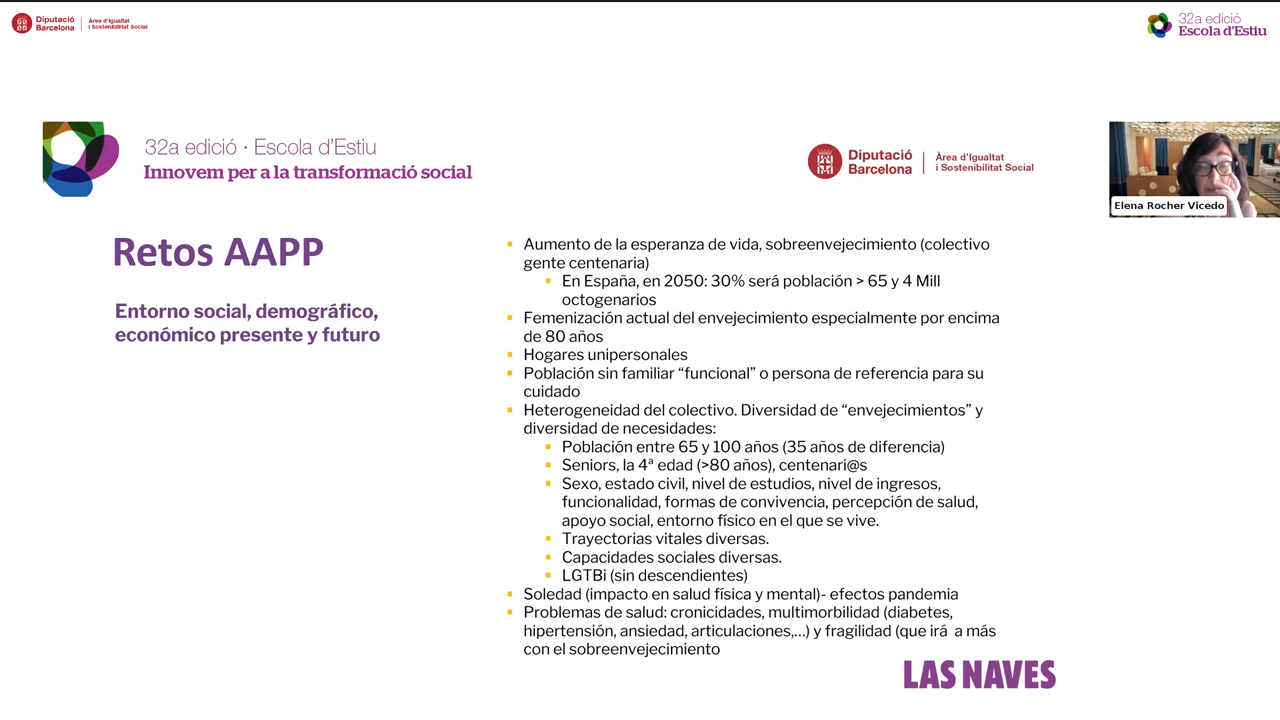 Diputació
Barcelona
Àrea d'Igualtat
i Sostenibilitat Social
32a edició
Escola d'Estiu
32a edició · Escola d'Estiu
Innovem per a la transformació social
Diputació
Barcelona
Àrea d'Igualtat
i Sostenibilitat Social
Elena Rocher Vicedo
Retos AAPP
Entorno social, demográfico,
económico presente y futuro
Aumento de la esperanza de vida, sobreenvejecimiento (colectivo
gente centenaria)
En España, en 2050: 30% será población > 65 y 4 Mill
octogenarios
Femenización actual del envejecimiento especialmente por encima
de 80 años
Hogares unipersonales
Población sin familiar “funcional” o persona de referencia para su
cuidado
Heterogeneidad del colectivo. Diversidad de “envejecimientos” y
diversidad de necesidades:
Población entre 65 y 100 años (35 años de diferencia)
Seniors, la 4ª edad (>80 años), centenari@s
Sexo, estado civil, nivel de estudios, nivel de ingresos,
funcionalidad, formas de convivencia, percepción de salud,
apoyo social, entorno físico en el que se vive.
Trayectorias vitales diversas.
Capacidades sociales diversas.
LGTBi (sin descendientes)
Soledad (impacto en salud física y mental)- efectos pandemia
Problemas de salud: cronicidades, multimorbilidad (diabetes,
hipertensión, ansiedad, articulaciones,...) y fragilidad (que irá  a más
con el sobreenvejecimiento
LAS NAVES